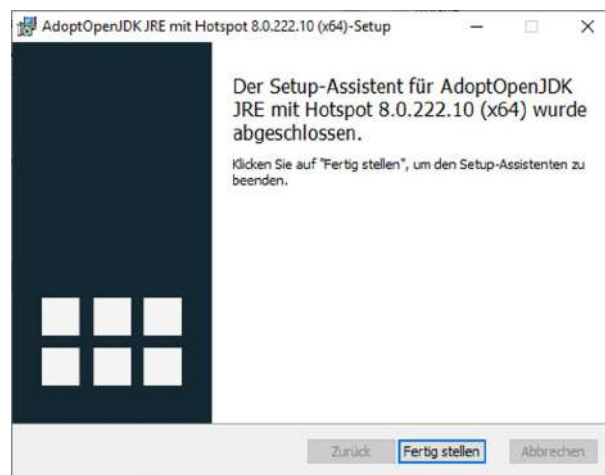 AdoptOpenJDK JRE mit Hotspot 8.0.222.10 (x64)-Setup
Der Setup-Assistent für AdoptOpenJDK
JRE mit Hotspot 8.0.222.10 (x64) wurde
abgeschlossen.
Klicken Sie auf "Fertig stellen", um den Setup-Assistenten zu
beenden.
Zurück Fertig stellen Abbrechen